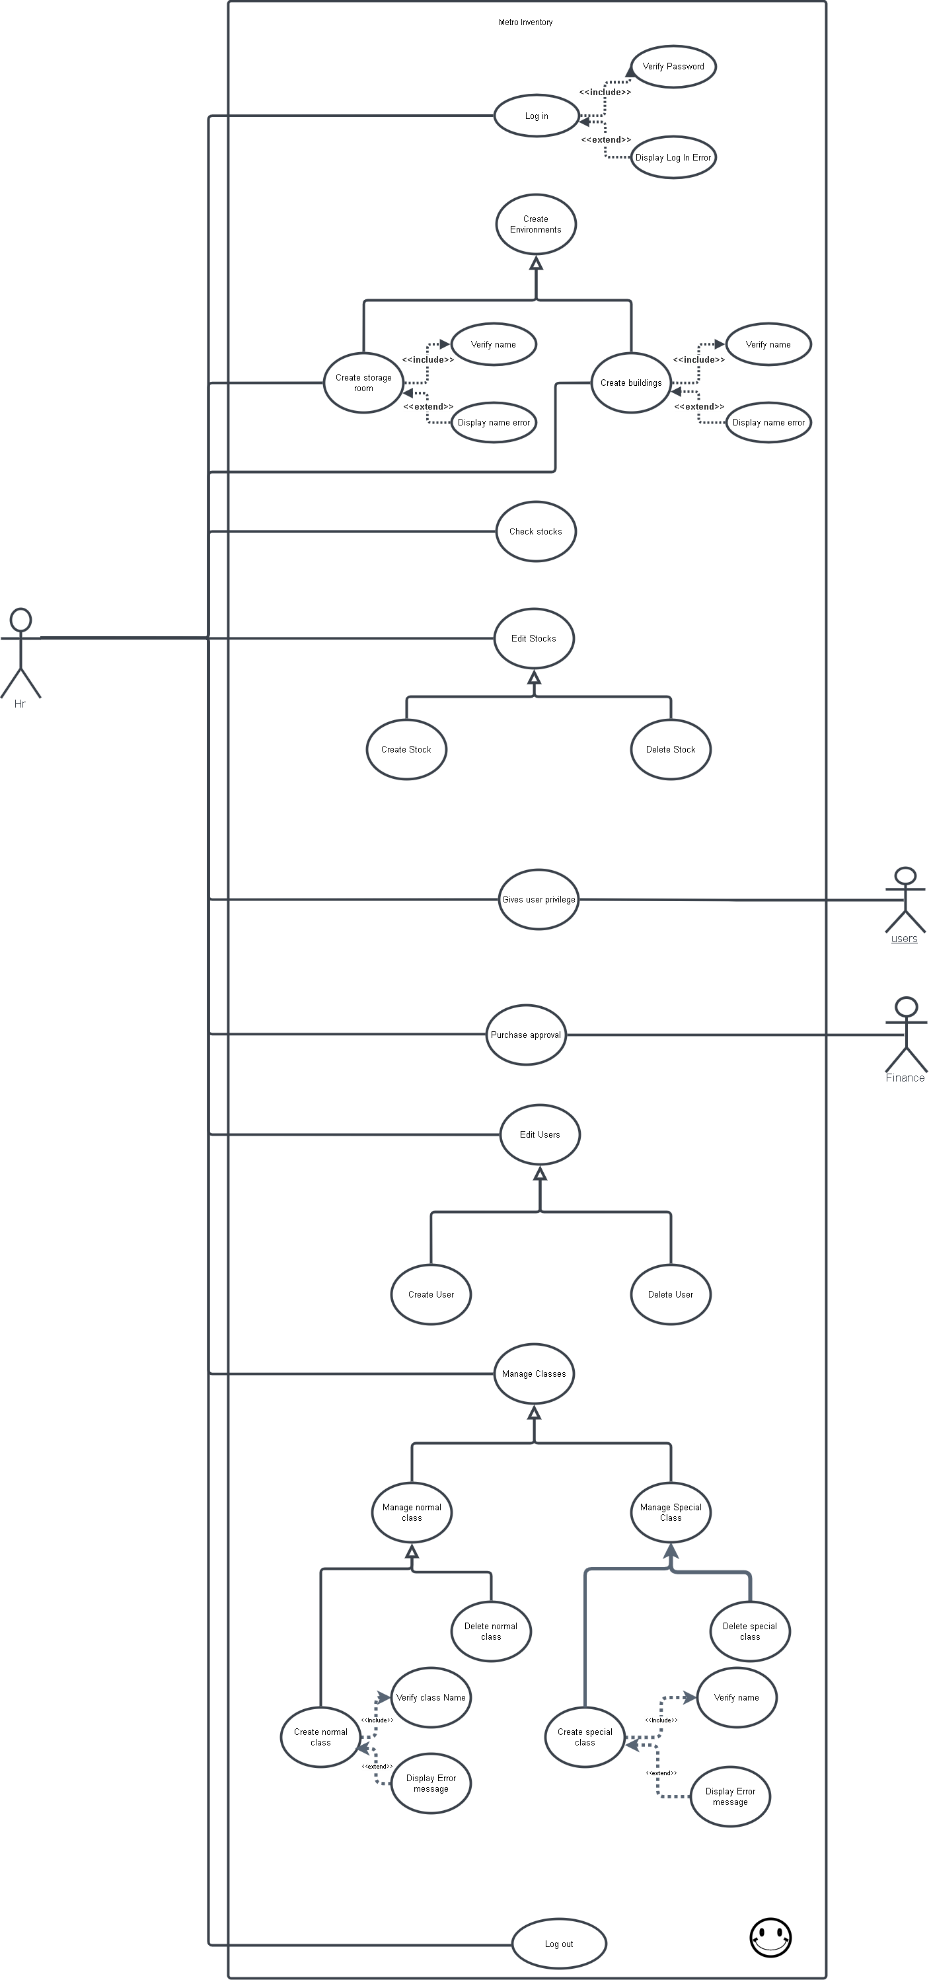 Metro Inventory
Verify Password
<<include>>
Log in
<<extend>>
Display Log In Error
Create
Environments
Verify name
<<include>>
Create storage
room
<<extend>>
Display name error
Verify name
<<include>>
Create buildings
<<extend>>
Display name error
Check stocks
Edit Stocks
Hr
Create Stock
Delete Stock
Gives user privilege
users
Purchase approval
Finance
Edit Users
Create User
Delete User
Manage Classes
Manage normal
class
Manage Special
Class
Delete normal
class
Delete special
class
Verify class Name
<<include>>
Create normal
class
<<extend>>
Display Error
message
Verify name
<<include>>
Create special
class
<<extend>>
Display Error
message
Log out